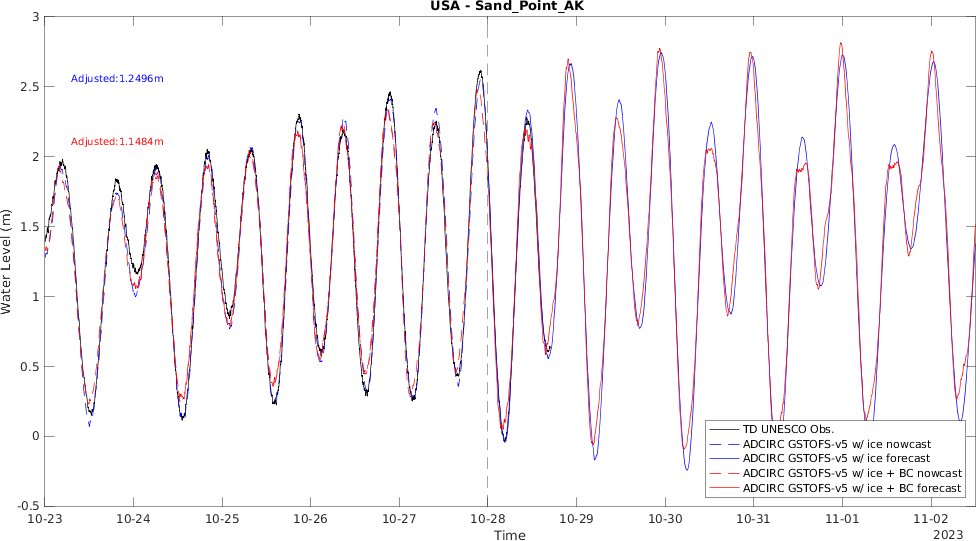 USA - Sand_Point_AK
Water Level (m)
3
2.5
2
1.5
1
0.5
0
-0.5
Adjusted:1.2496m
Adjusted:1.1484m
TD UNESCO Obs.
ADCIRC GSTOFS-v5 w/ ice nowcast
ADCIRC GSTOFS-v5 w/ ice forecast
ADCIRC GSTOFS-v5 w/ ice + BC nowcast
ADCIRC GSTOFS-v5 w/ ice + BC forecast
10-23 10-24 10-25 10-26 10-27 10-28 10-29 10-30 10-31 11-01 11-02
Time
2023